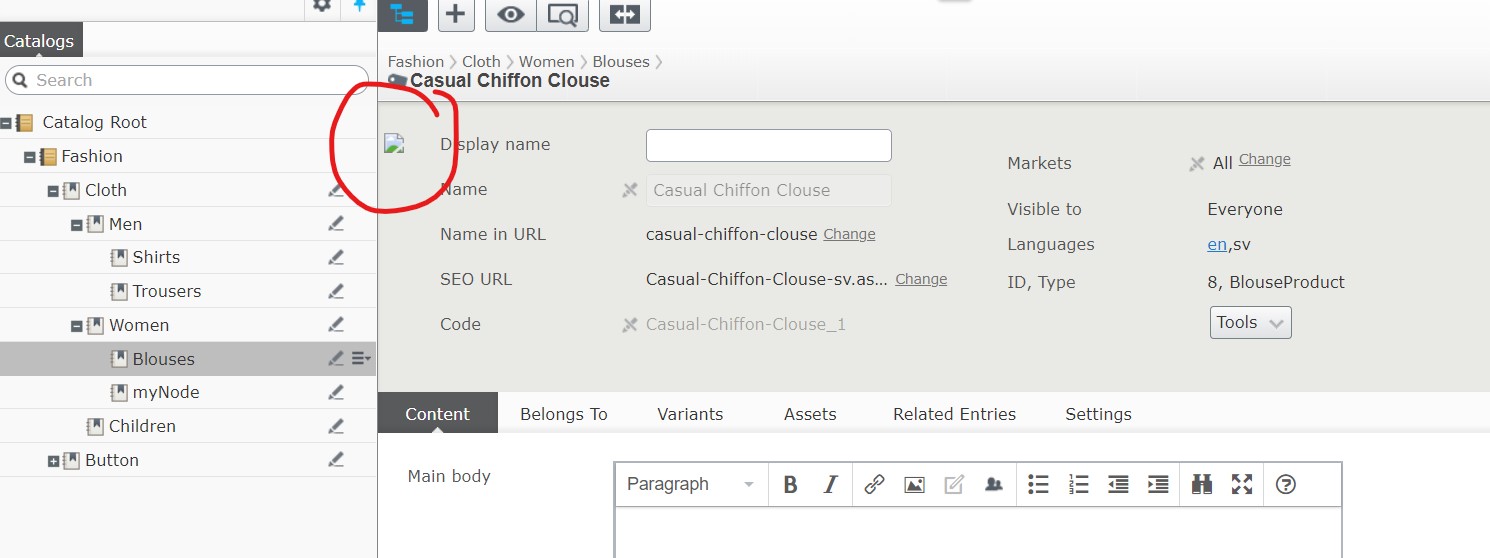 Catalogs
Search
Catalog Root
Fashion
Cloth
Men
Shirts
Trousers
Women
Blouses
myNode
Children
Button
Fashion Cloth Women Blouses
Casual Chiffon Clouse
Display name
Name Casual Chiffon Clouse
Name in URL casual-chiffon-clouse Change
SEO URL Casual-Chiffon-Clouse-sv.as... Change
Code Casual-Chiffon-Clouse_1
Markets All Change
Visible to Everyone
Languages en,sv
ID, Type 8, BlouseProduct
Tools
Content Belongs To Variants Assets Related Entries Settings
Main body
Paragraph B I